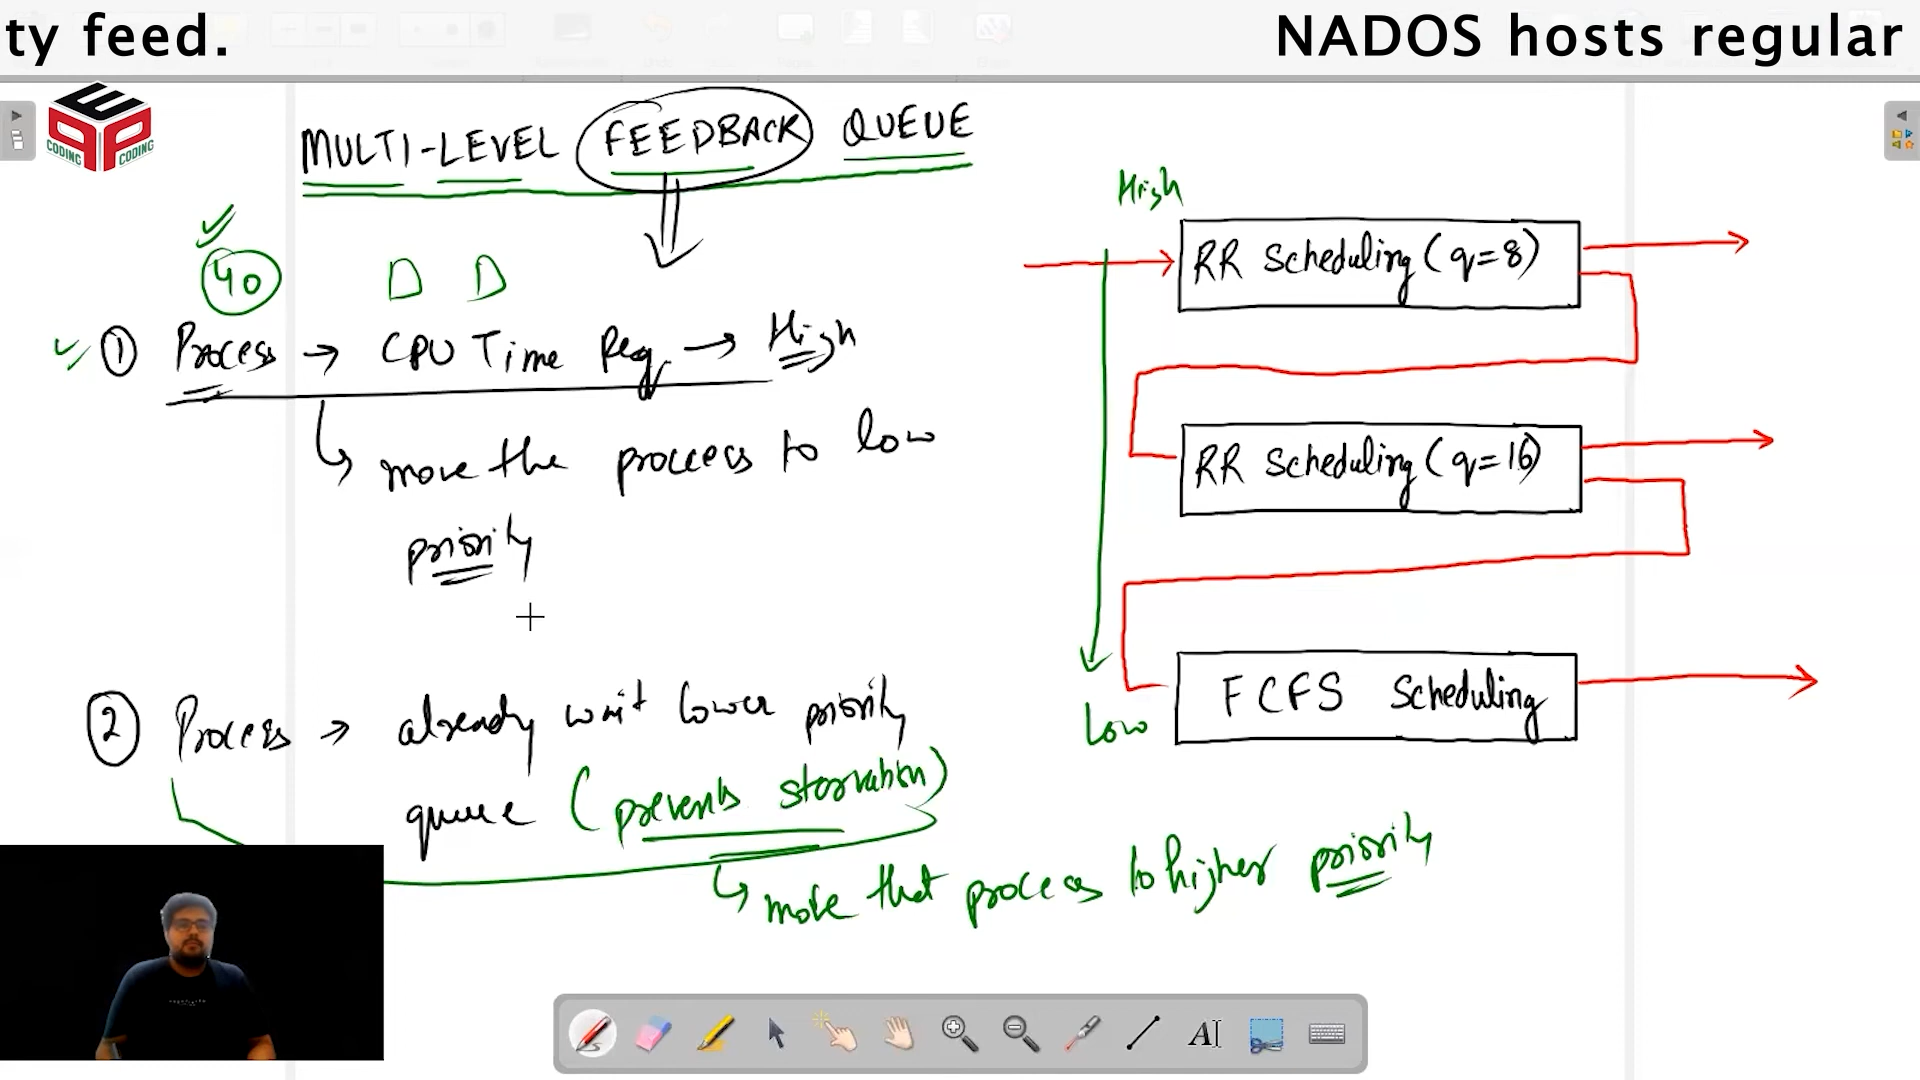 ty feed. NADOS hosts regular
PEP
CODING CODING
MULTI-LEVEL FEEDBACK QUEUE
40
D D
① Process → CPU Time Req → High
move the process to low
priority
② Process → already wait lower priority
queue (prevents starvation)
move that process to higher priority
High
RR Scheduling (q=8)
RR Scheduling (q=16)
FCFS Scheduling
Low